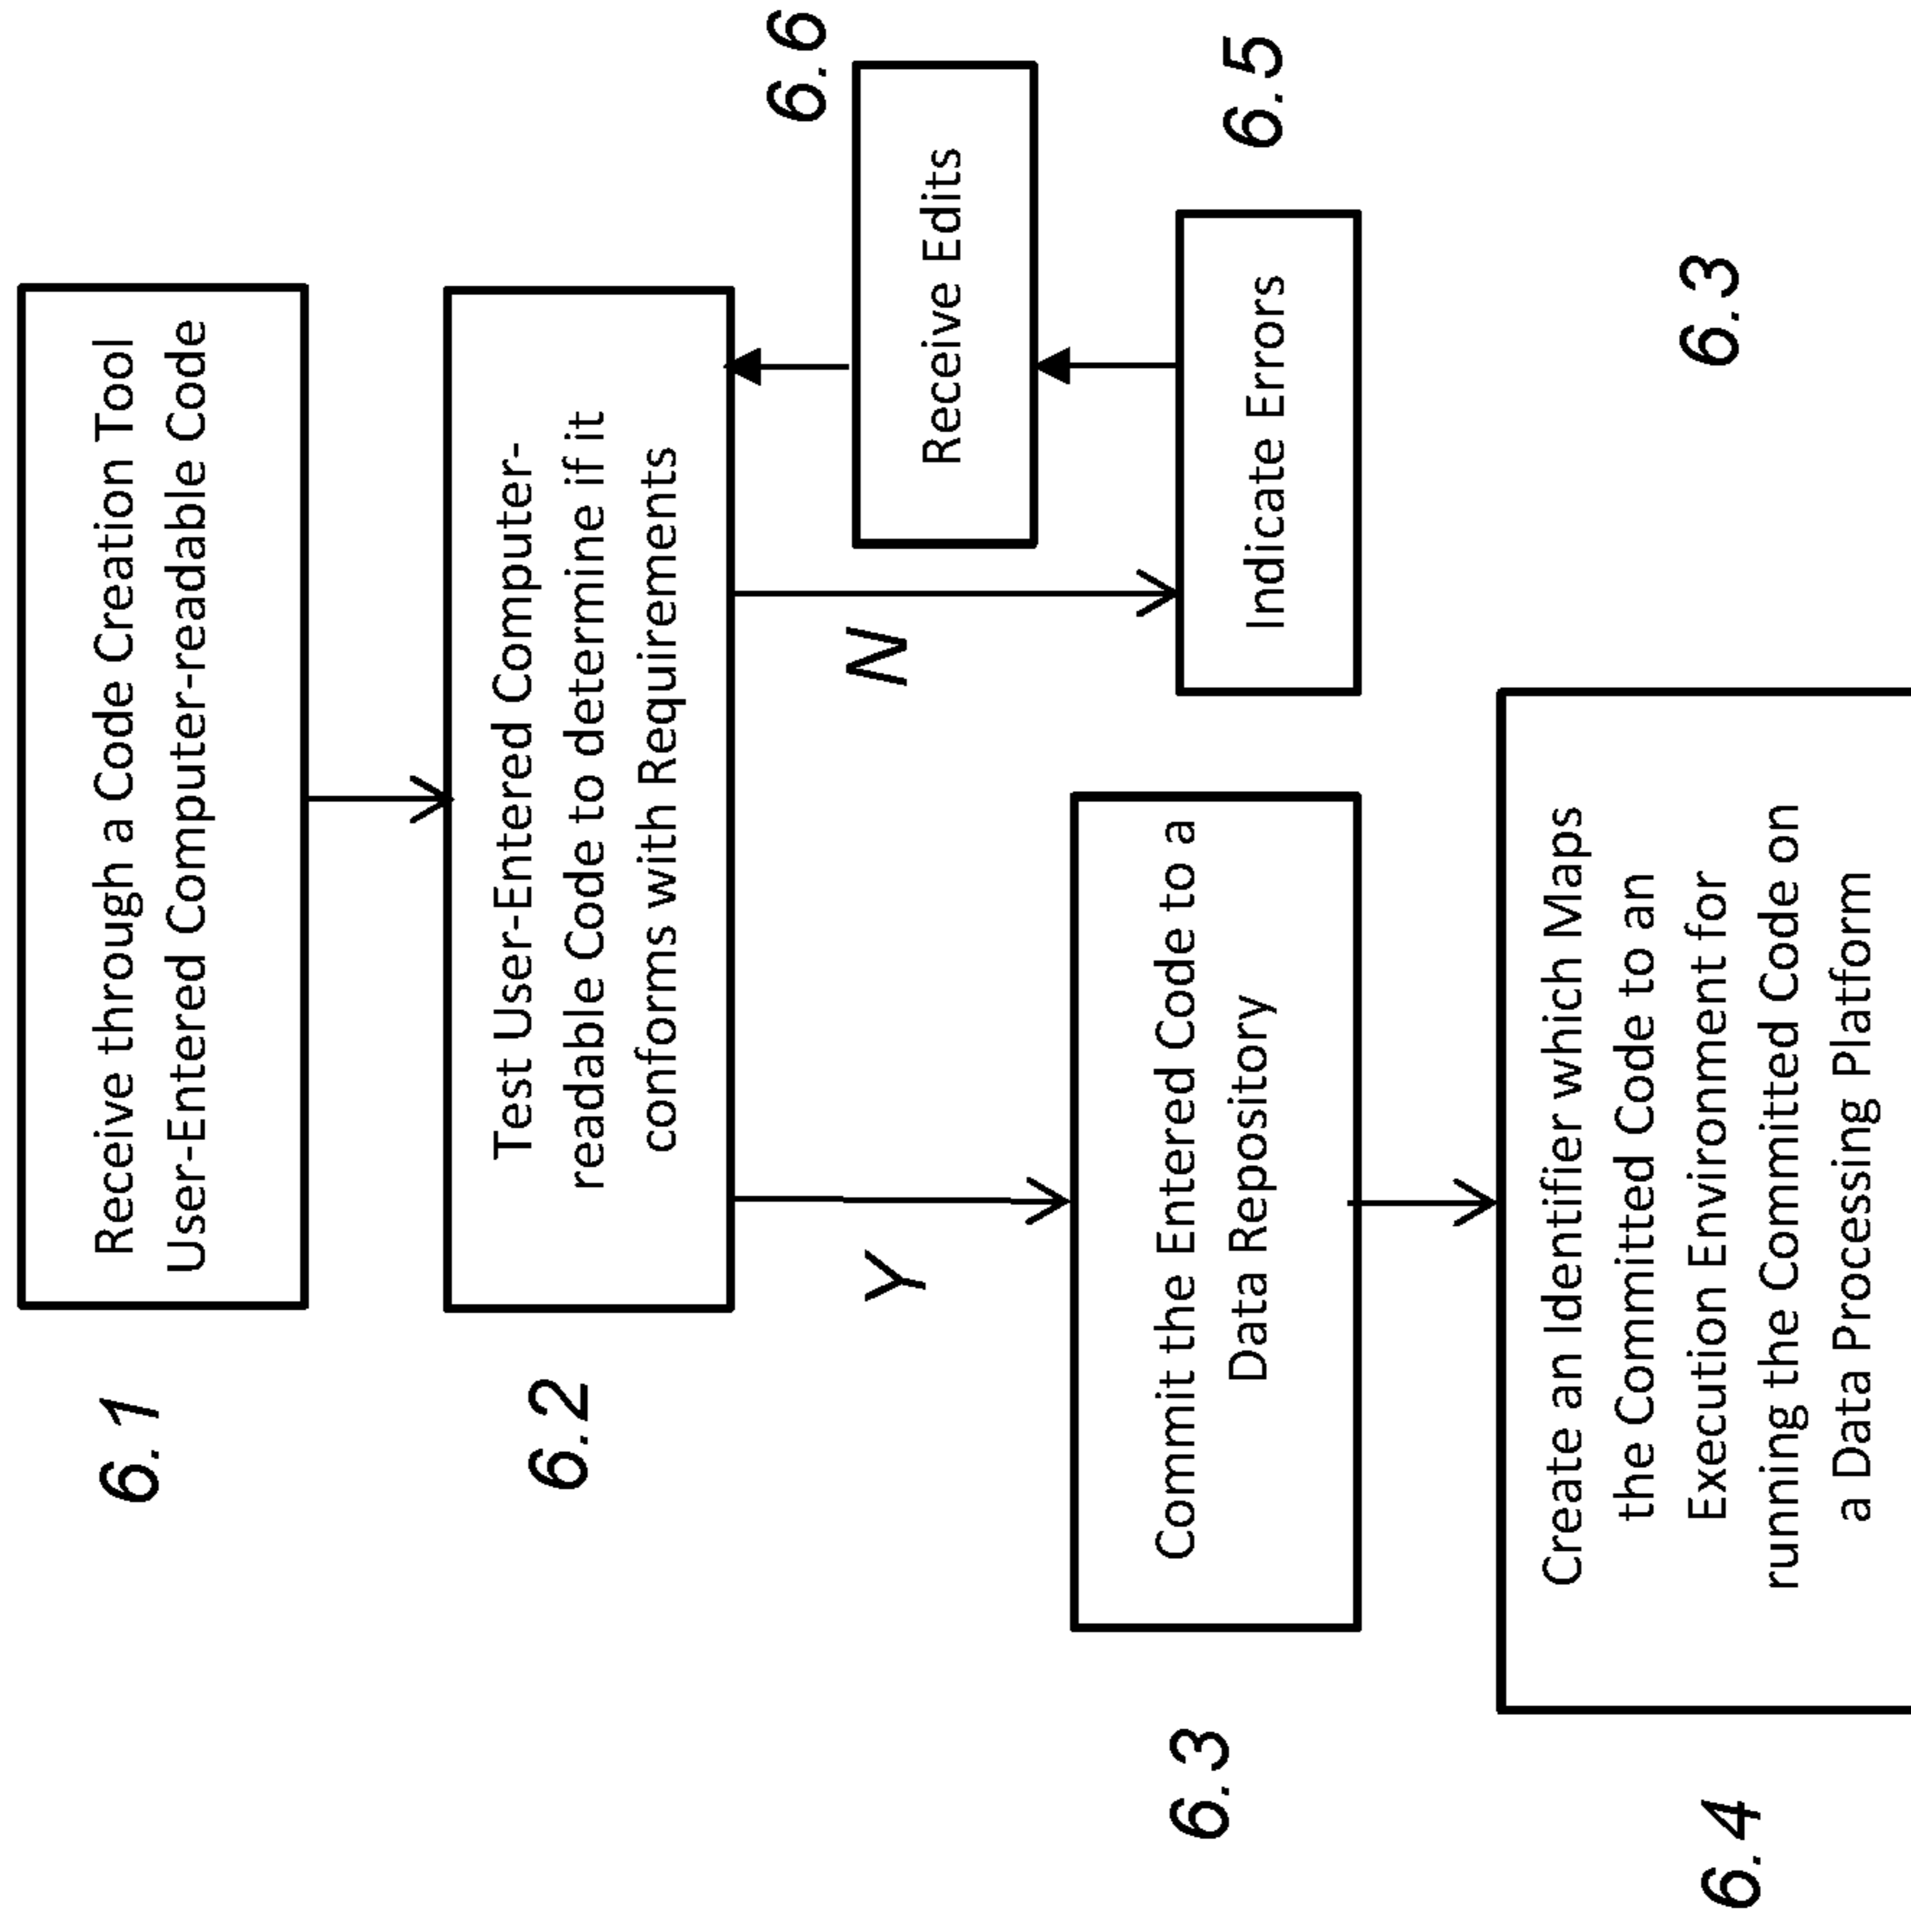 6.1
Receive through a Code Creation Tool
User-Entered Computer-readable Code
6.2
Test User-Entered Computer-
readable Code to determine if it
conforms with Requirements
Y
N
6.6
Receive Edits
6.3
Commit the Entered Code to a
Data Repository
Indicate Errors
6.5
6.4
Create an Identifier which Maps
the Committed Code to an
Execution Environment for
running the Committed Code on
a Data Processing Platform
6.3